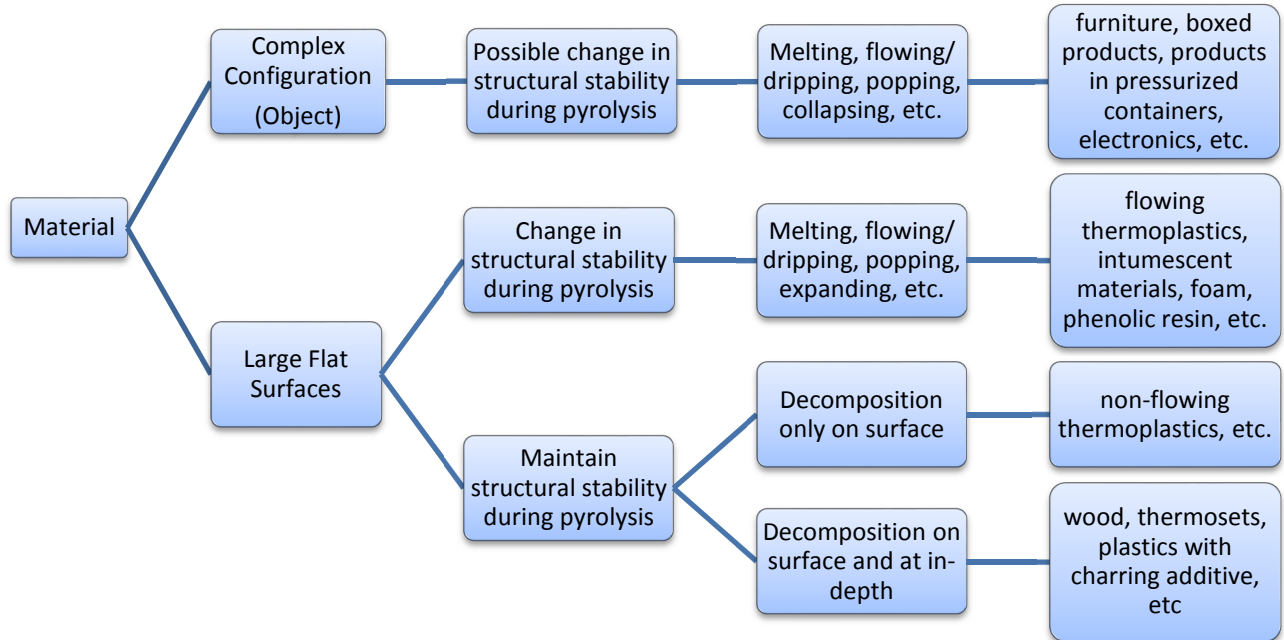 Material
Complex
Configuration
(Object)
Possible change in
structural stability
during pyrolysis
Melting, flowing/
dripping, popping,
collapsing, etc.
furniture, boxed
products, products
in pressurized
containers,
electronics, etc.
Large Flat
Surfaces
Change in
structural stability
during pyrolysis
Melting, flowing/
dripping, popping,
expanding, etc.
flowing
thermoplastics,
intumescent
materials, foam,
phenolic resin, etc.
Maintain
structural stability
during pyrolysis
Decomposition
only on surface
non-flowing
thermoplastics, etc.
Decomposition on
surface and at in-
depth
wood, thermosets,
plastics with
charring additive,
etc